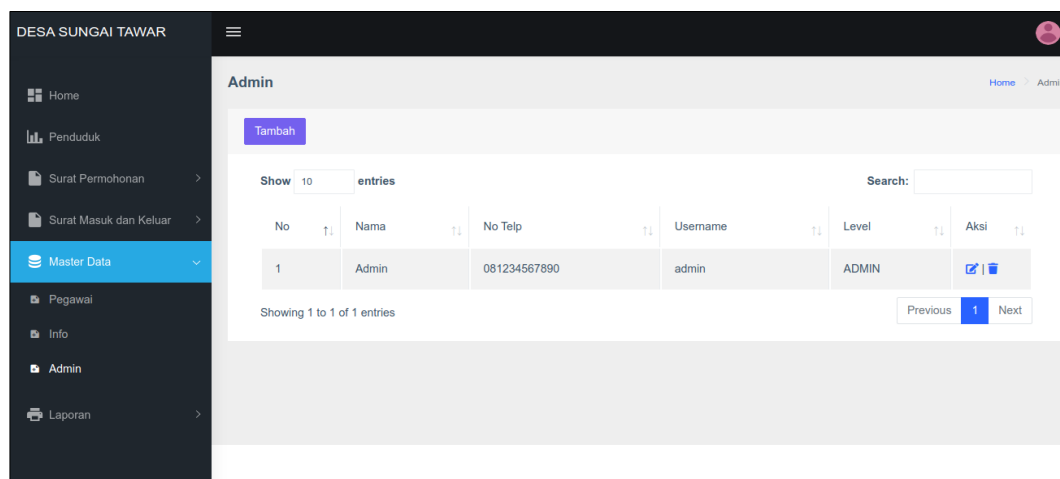 DESA SUNGAI TAWAR
Home
Penduduk
Surat Permohonan
Surat Masuk dan Keluar
Master Data
Pegawai
Info
Admin
Laporan
Admin
Home Admi
Tambah
Show 10 entries Search:
No Nama No Telp Username Level Aksi
1 Admin 081234567890 admin ADMIN |
Showing 1 to 1 of 1 entries Previous 1 Next